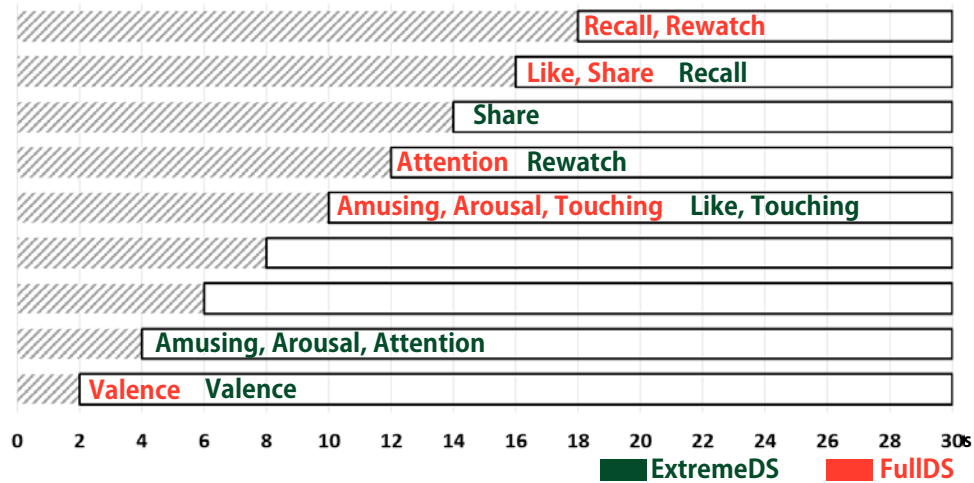 Recall, Rewatch
Like, Share Recall
Share
Attention Rewatch
Amusing, Arousal, Touching Like, Touching
Amusing, Arousal, Attention
Valence Valence
0 2 4 6 8 10 12 14 16 18 20 22 24 26 28 30 ts
ExtremeDS FullDS